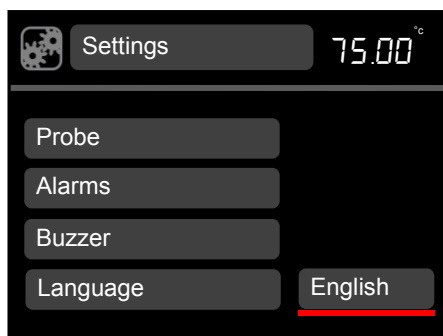 Settings 75.00 °c
Probe
Alarms
Buzzer
Language English